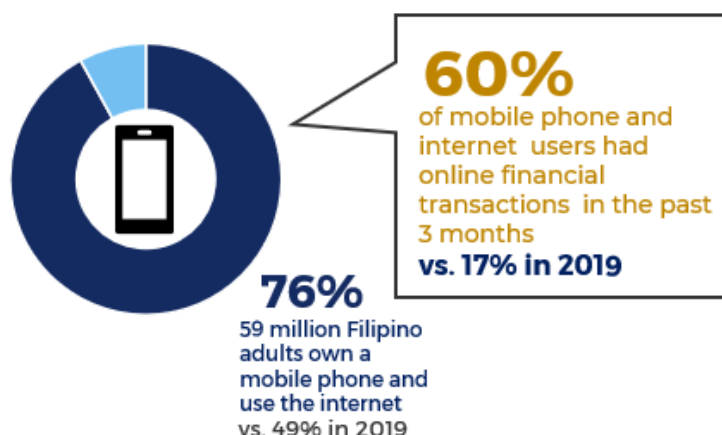 60%
of mobile phone and
internet users had
online financial
transactions in the past
3 months
vs. 17% in 2019
76%
59 million Filipino
adults own a
mobile phone and
use the internet
vs. 49% in 2019